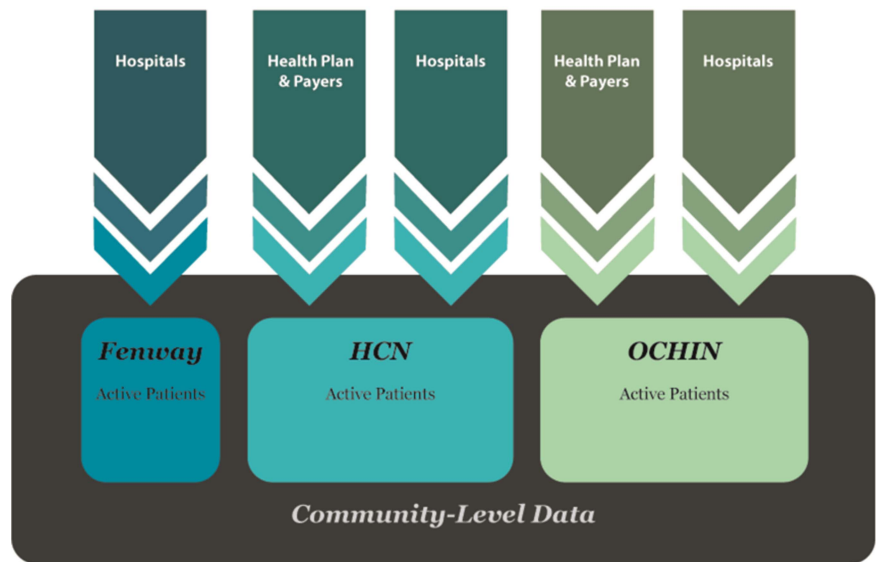 Hospitals
Health Plan
& Payers
Hospitals
Health Plan
& Payers
Hospitals
Fenway
Active Patients
HCN
Active Patients
OCHIN
Active Patients
Community-Level Data